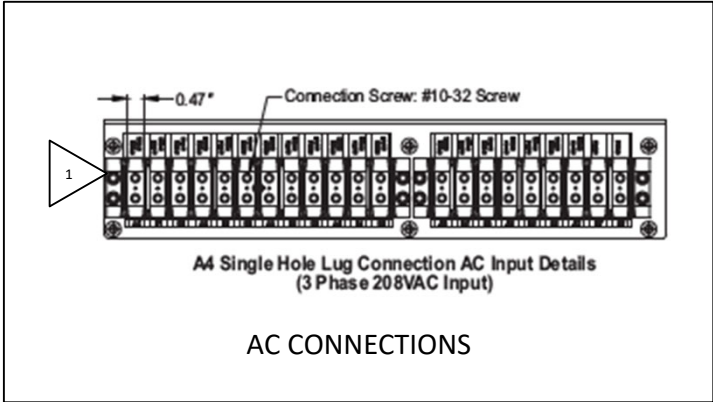 0.47"
Connection Screw: #10-32 Screw
1
A4 Single Hole Lug Connection AC Input Details
(3 Phase 208VAC Input)
AC CONNECTIONS